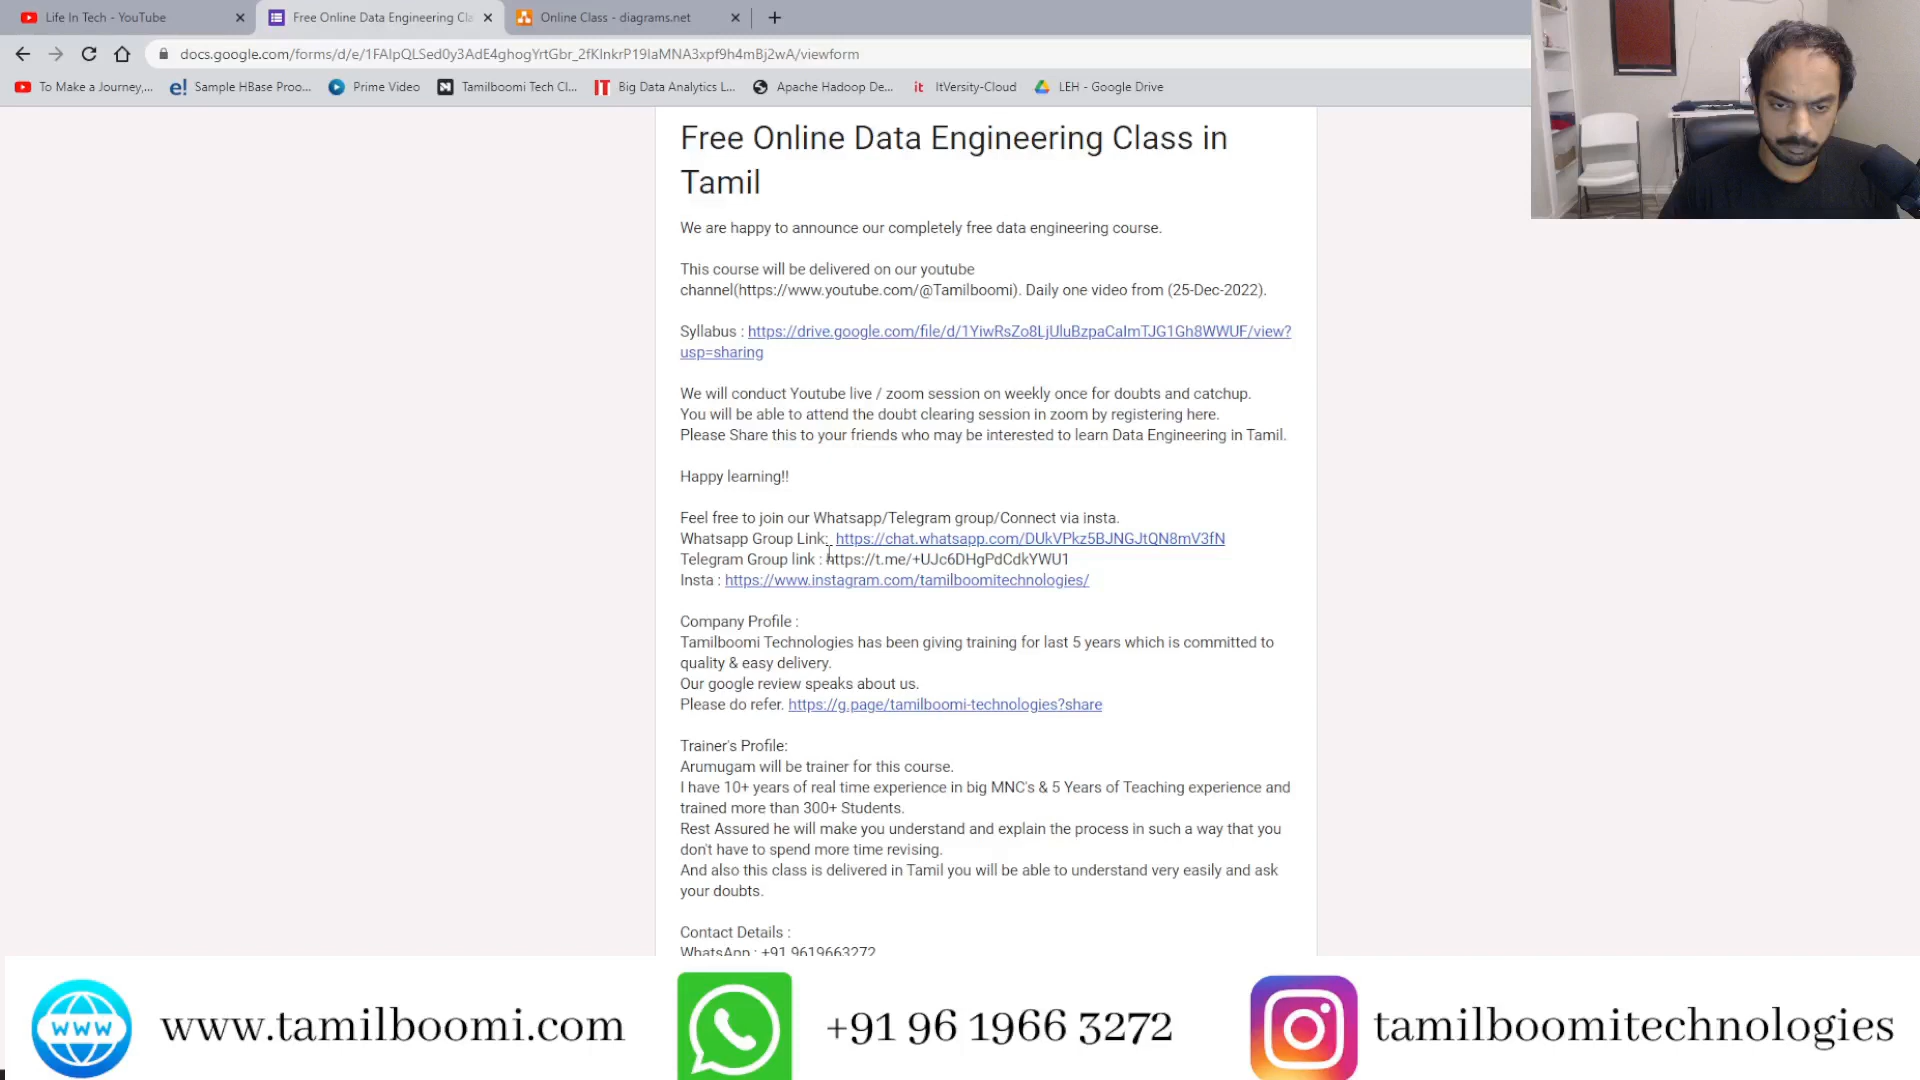 Life In Tech - YouTube
Free Online Data Engineering Cla
Online Class - diagrams.net
docs.google.com/forms/d/e/1FAIpQLSed0y3AdE4ghogYrtGbr_2fKlnkrP19IaMNA3xpf9h4mBj2wA/viewform
To Make a Journey,...
Sample HBase Proo...
Prime Video
Tamilboomi Tech Cl...
Big Data Analytics L...
Apache Hadoop De...
ItVersity-Cloud
LEH - Google Drive
Free Online Data Engineering Class in
Tamil
We are happy to announce our completely free data engineering course.
This course will be delivered on our youtube
channel(https://www.youtube.com/@Tamilboomi). Daily one video from (25-Dec-2022).
Syllabus : https://drive.google.com/file/d/1YiwRsZo8LjUluBzpaCaImTJG1Gh8WWUF/view?
usp=sharing
We will conduct Youtube live / zoom session on weekly once for doubts and catchup.
You will be able to attend the doubt clearing session in zoom by registering here.
Please Share this to your friends who may be interested to learn Data Engineering in Tamil.
Happy learning!!
Feel free to join our Whatsapp/Telegram group/Connect via insta.
Whatsapp Group Link: https://chat.whatsapp.com/DUkVPkz5BJNGJtQN8mV3fN
Telegram Group link : https://t.me/+UJc6DHgPdCdkYWU1
Insta : https://www.instagram.com/tamilboomitechnologies/
Company Profile :
Tamilboomi Technologies has been giving training for last 5 years which is committed to
quality & easy delivery.
Our google review speaks about us.
Please do refer. https://g.page/tamilboomi-technologies?share
Trainer's Profile:
Arumugam will be trainer for this course.
I have 10+ years of real time experience in big MNC's & 5 Years of Teaching experience and
trained more than 300+ Students.
Rest Assured he will make you understand and explain the process in such a way that you
don't have to spend more time revising.
And also this class is delivered in Tamil you will be able to understand very easily and ask
your doubts.
Contact Details :
WhatsApp : +91 9619663272
www.tamilboomi.com
+91 96 1966 3272
tamilboomitechnologies